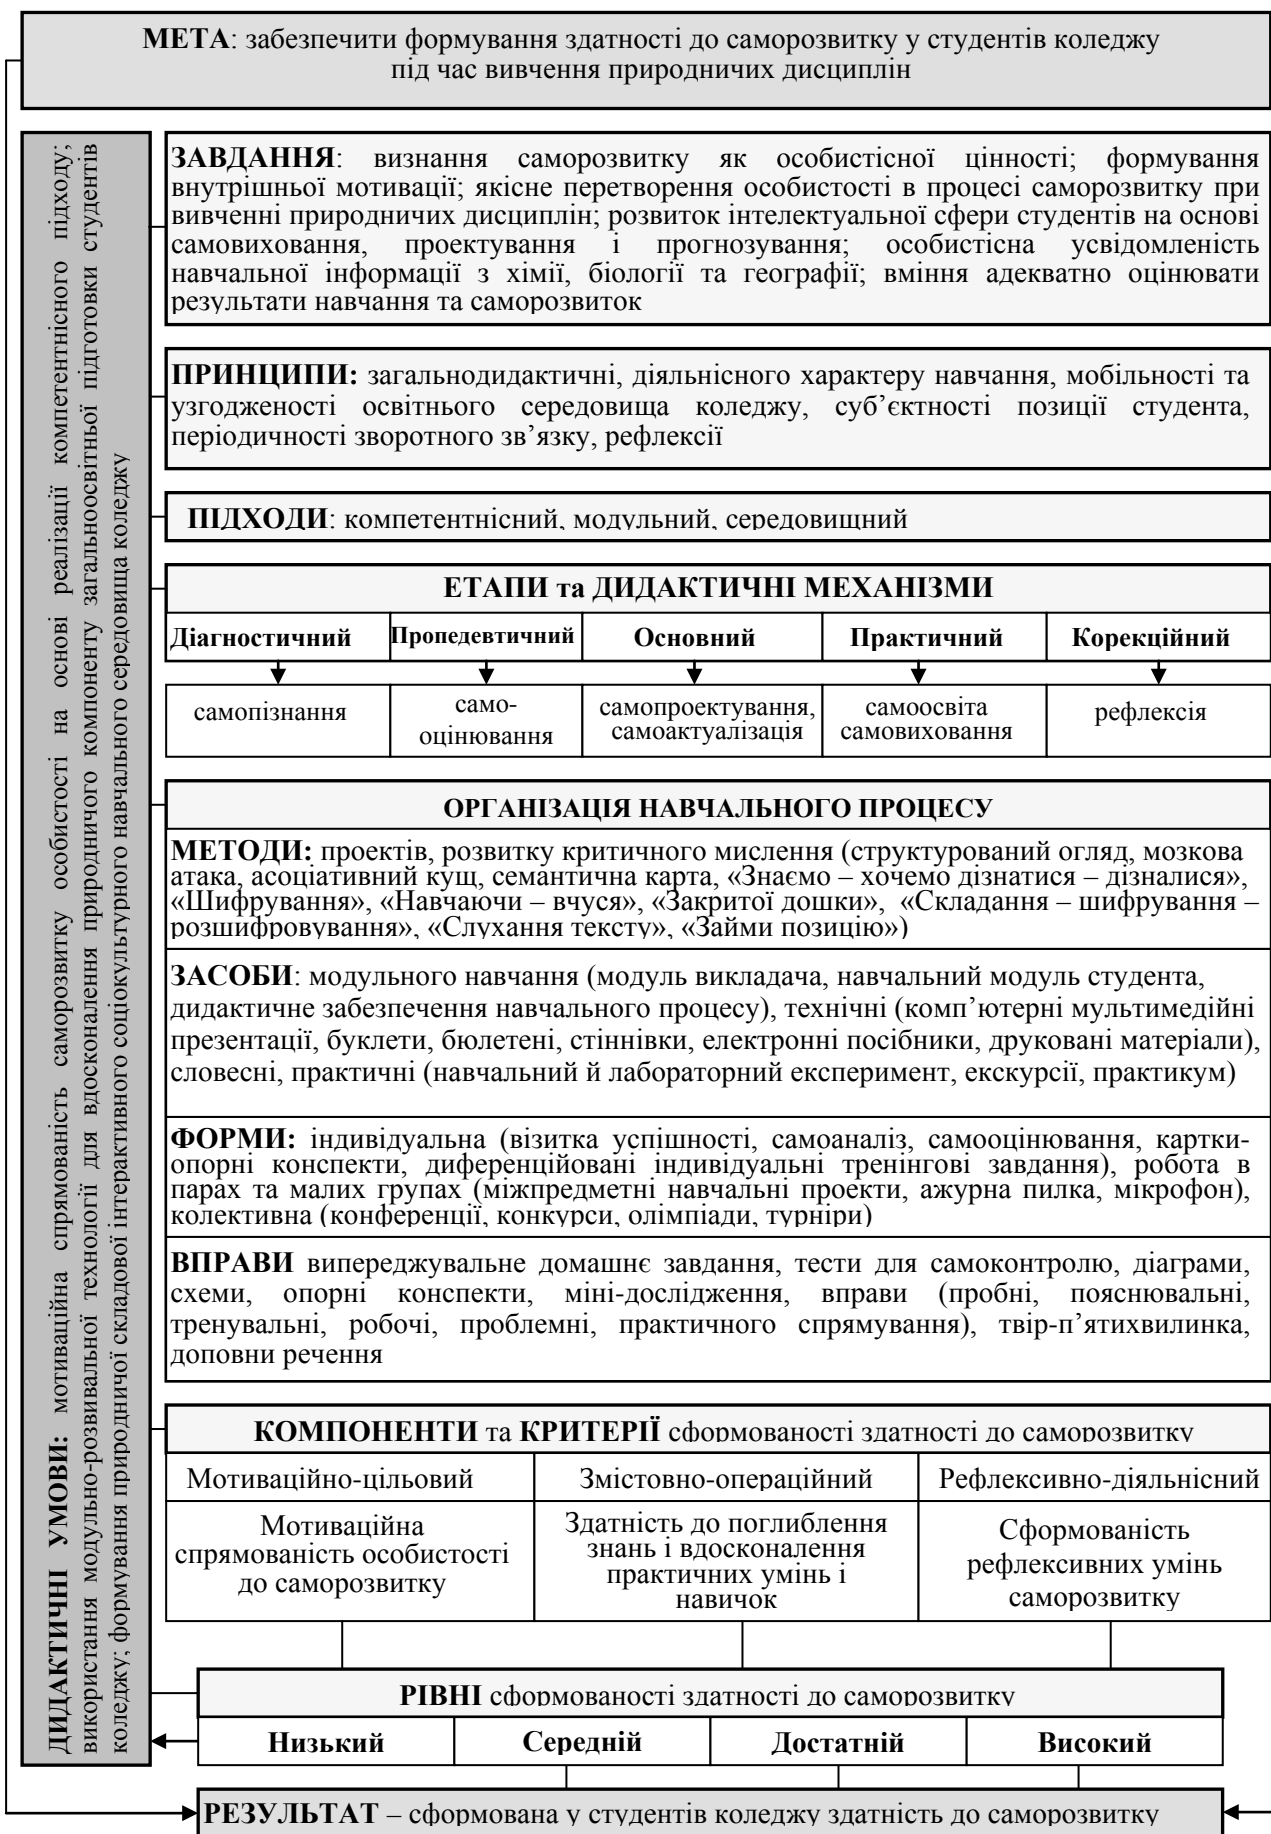 МЕТА: забезпечити формування здатності до саморозвитку у студентів коледжу
під час вивчення природничих дисциплін
ДИДАКТИЧНІ УМОВИ: мотиваційна спрямованість саморозвитку особистості на основі реалізації компетентнісного підходу;
використання модульно-розвивальної технології для вдосконалення природничого компоненту загальноосвітньої підготовки студентів
коледжу; формування природничої складової інтерактивного соціокультурного навчального середовища коледжу
ЗАВДАННЯ: визнання саморозвитку як особистісної цінності; формування
внутрішньої мотивації; якісне перетворення особистості в процесі саморозвитку при
вивченні природничих дисциплін; розвиток інтелектуальної сфери студентів на основі
самовиховання, проектування і прогнозування; особистісна усвідомленість
навчальної інформації з хімії, біології та географії; вміння адекватно оцінювати
результати навчання та саморозвиток
ПРИНЦИПИ: загальнодидактичні, діяльнісного характеру навчання, мобільності та
узгодженості освітнього середовища коледжу, суб’єктності позиції студента,
періодичності зворотного зв’язку, рефлексії
ПІДХОДИ: компетентнісний, модульний, середовищний
ЕТАПИ та ДИДАКТИЧНІ МЕХАНІЗМИ
Діагностичний Пропедевтичний Основний Практичний Корекційний
самопізнання само- самопроектування, самоосвіта рефлексія
оцінювання самоактуалізація самовиховання
ОРГАНІЗАЦІЯ НАВЧАЛЬНОГО ПРОЦЕСУ
МЕТОДИ: проектів, розвитку критичного мислення (структурований огляд, мозкова
атака, асоціативний кущ, семантична карта, «Знаємо – хочемо дізнатися – дізналися»,
«Шифрування», «Навчаючи – вчуся», «Закритої дошки», «Складання – шифрування –
розшифровування», «Слухання тексту», «Займи позицію»)
ЗАСОБИ: модульного навчання (модуль викладача, навчальний модуль студента,
дидактичне забезпечення навчального процесу), технічні (комп’ютерні мультимедійні
презентації, буклети, бюлетені, стіннівки, електронні посібники, друковані матеріали),
словесні, практичні (навчальний й лабораторний експеримент, екскурсії, практикум)
ФОРМИ: індивідуальна (візитка успішності, самоаналіз, самооцінювання, картки-
опорні конспекти, диференційовані індивідуальні тренінгові завдання), робота в
парах та малих групах (міжпредметні навчальні проекти, ажурна пилка, мікрофон),
колективна (конференції, конкурси, олімпіади, турніри)
ВПРАВИ випереджувальне домашнє завдання, тести для самоконтролю, діаграми,
схеми, опорні конспекти, міні-дослідження, вправи (пробні, пояснювальні,
тренувальні, робочі, проблемні, практичного спрямування), твір-п’ятихвилинка,
доповни речення
КОМПОНЕНТИ та КРИТЕРІЇ сформованості здатності до саморозвитку
Мотиваційно-цільовий Змістовно-операційний Рефлексивно-діяльнісний
Мотиваційна
спрямованість особистості
до саморозвитку
Здатність до поглиблення
знань і вдосконалення
практичних умінь і
навичок
Сформованість
рефлексивних умінь
саморозвитку
РІВНІ сформованості здатності до саморозвитку
Низький Середній Достатній Високий
РЕЗУЛЬТАТ – сформована у студентів коледжу здатність до саморозвитку